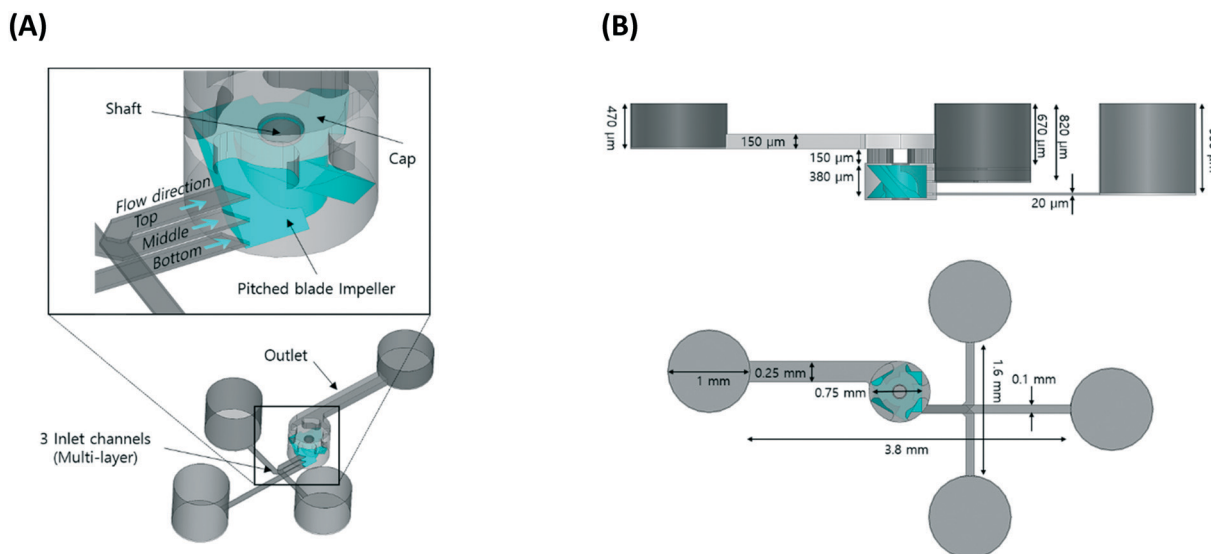 (A)
Shaft
Cap
Flow direction
Top
Middle
Bottom
Pitched blade Impeller
Outlet
3 Inlet channels
(Multi-layer)
(B)
470 µm
150 µm
150 µm
380 µm
670 µm
820 µm
20 µm
1 mm
0.25 mm
0.75 mm
1.6 mm
0.1 mm
3.8 mm